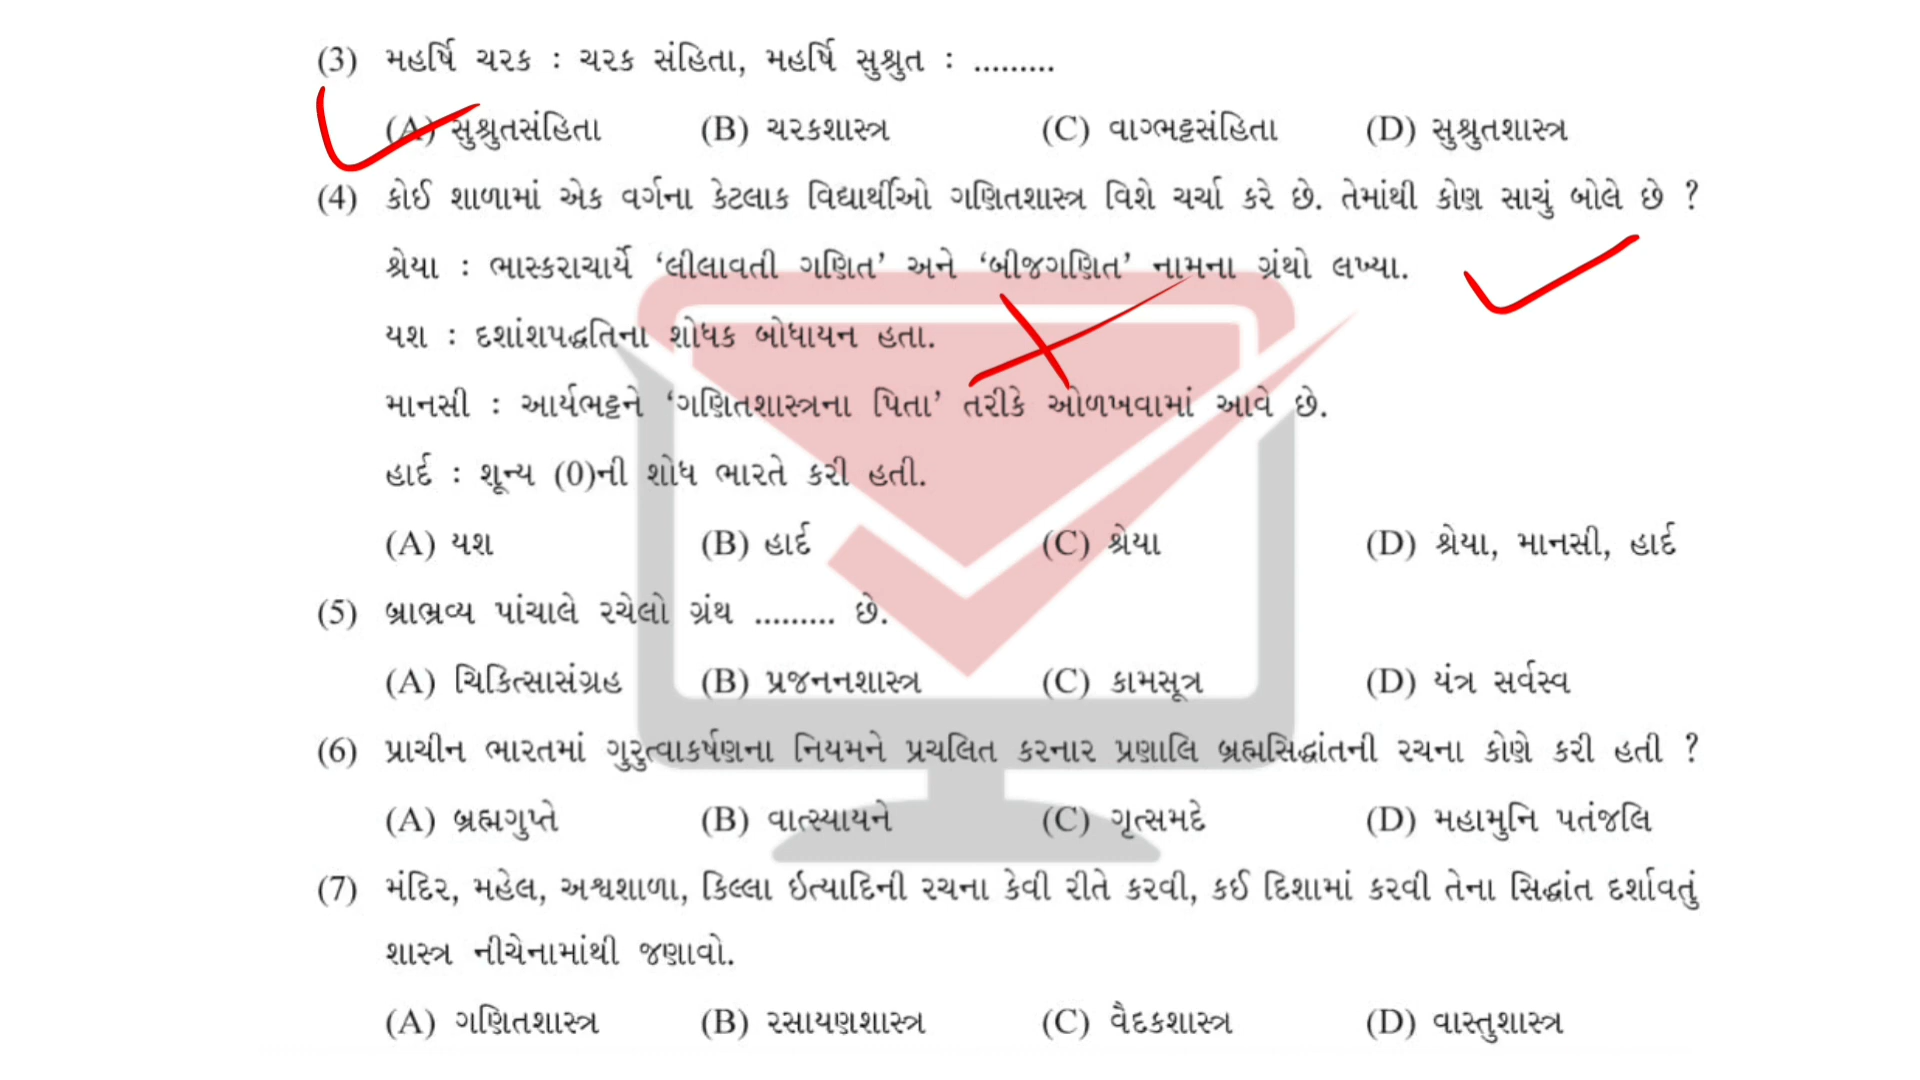 (3) મહર્ષિ ચરક : ચરક સંહિતા, મહર્ષિ સુશ્રુત : .........
(A) સુશ્રુતસંહિતા (B) ચરકશાસ્ત્ર (C) વાગ્ભટ્ટસંહિતા (D) સુશ્રુતશાસ્ત્ર
(4) કોઈ શાળામાં એક વર્ગના કેટલાક વિદ્યાર્થીઓ ગણિતશાસ્ત્ર વિશે ચર્ચા કરે છે. તેમાંથી કોણ સાચું બોલે છે ?
શ્રેયા : ભાસ્કરાચાર્યે ‘લીલાવતી ગણિત’ અને ‘બીજગણિત’ નામના ગ્રંથો લખ્યા.
યશ : દશાંશપદ્ધતિના શોધક બોધાયન હતા.
માનસી : આર્યભટ્ટને ‘ગણિતશાસ્ત્રના પિતા’ તરીકે ઓળખવામાં આવે છે.
હાર્દ : શૂન્ય (0)ની શોધ ભારતે કરી હતી.
(A) યશ (B) હાર્દ (C) શ્રેયા (D) શ્રેયા, માનસી, હાર્દ
(5) બ્રાભ્રવ્ય પાંચાલે રચેલો ગ્રંથ ......... છે.
(A) ચિકિત્સાસંગ્રહ (B) પ્રજનનશાસ્ત્ર (C) કામસૂત્ર (D) યંત્ર સર્વસ્વ
(6) પ્રાચીન ભારતમાં ગુરુત્વાકર્ષણના નિયમને પ્રચલિત કરનાર પ્રણાલિ બ્રહ્મસિદ્ધાંતની રચના કોણે કરી હતી ?
(A) બ્રહ્મગુપ્તે (B) વાત્સ્યાયને (C) ગૃત્સમદે (D) મહામુનિ પતંજલિ
(7) મંદિર, મહેલ, અશ્વશાળા, કિલ્લા ઇત્યાદિની રચના કેવી રીતે કરવી, કઈ દિશામાં કરવી તેના સિદ્ધાંત દર્શાવતું
શાસ્ત્ર નીચેનામાંથી જણાવો.
(A) ગણિતશાસ્ત્ર (B) રસાયણશાસ્ત્ર (C) વૈદકશાસ્ત્ર (D) વાસ્તુશાસ્ત્ર